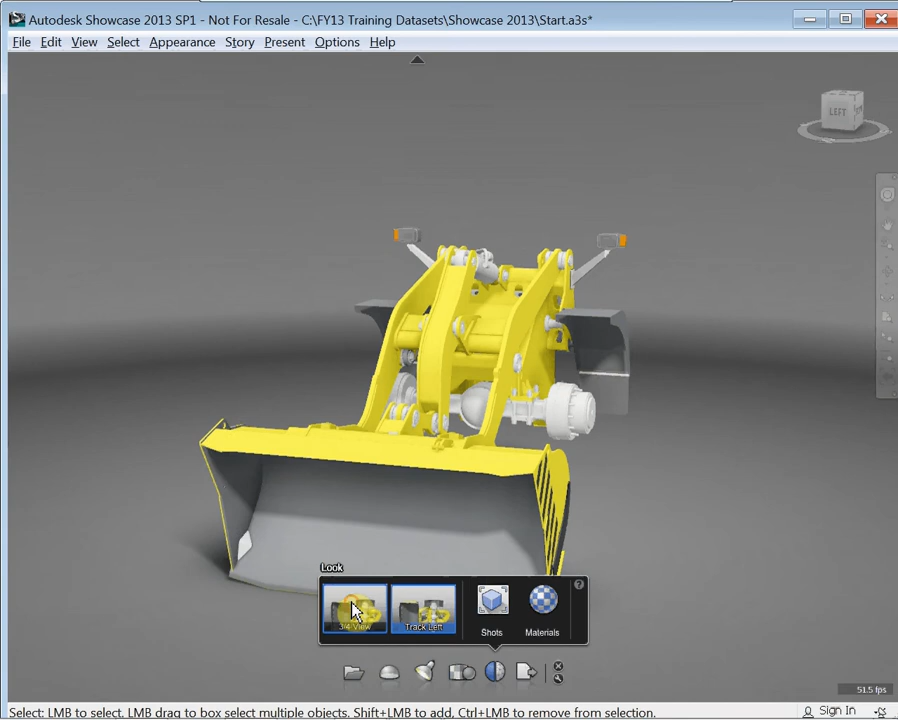 Autodesk Showcase 2013 SP1 - Not For Resale - C:\FY13 Training Datasets\Showcase 2013\Start.a3s*
File Edit View Select Appearance Story Present Options Help
LEFT
Look
3/4 View Track Left Shots Materials
?
51.5 fps
Select: LMB to select. LMB drag to box select multiple objects. Shift+LMB to add, Ctrl+LMB to remove from selection. Sign In